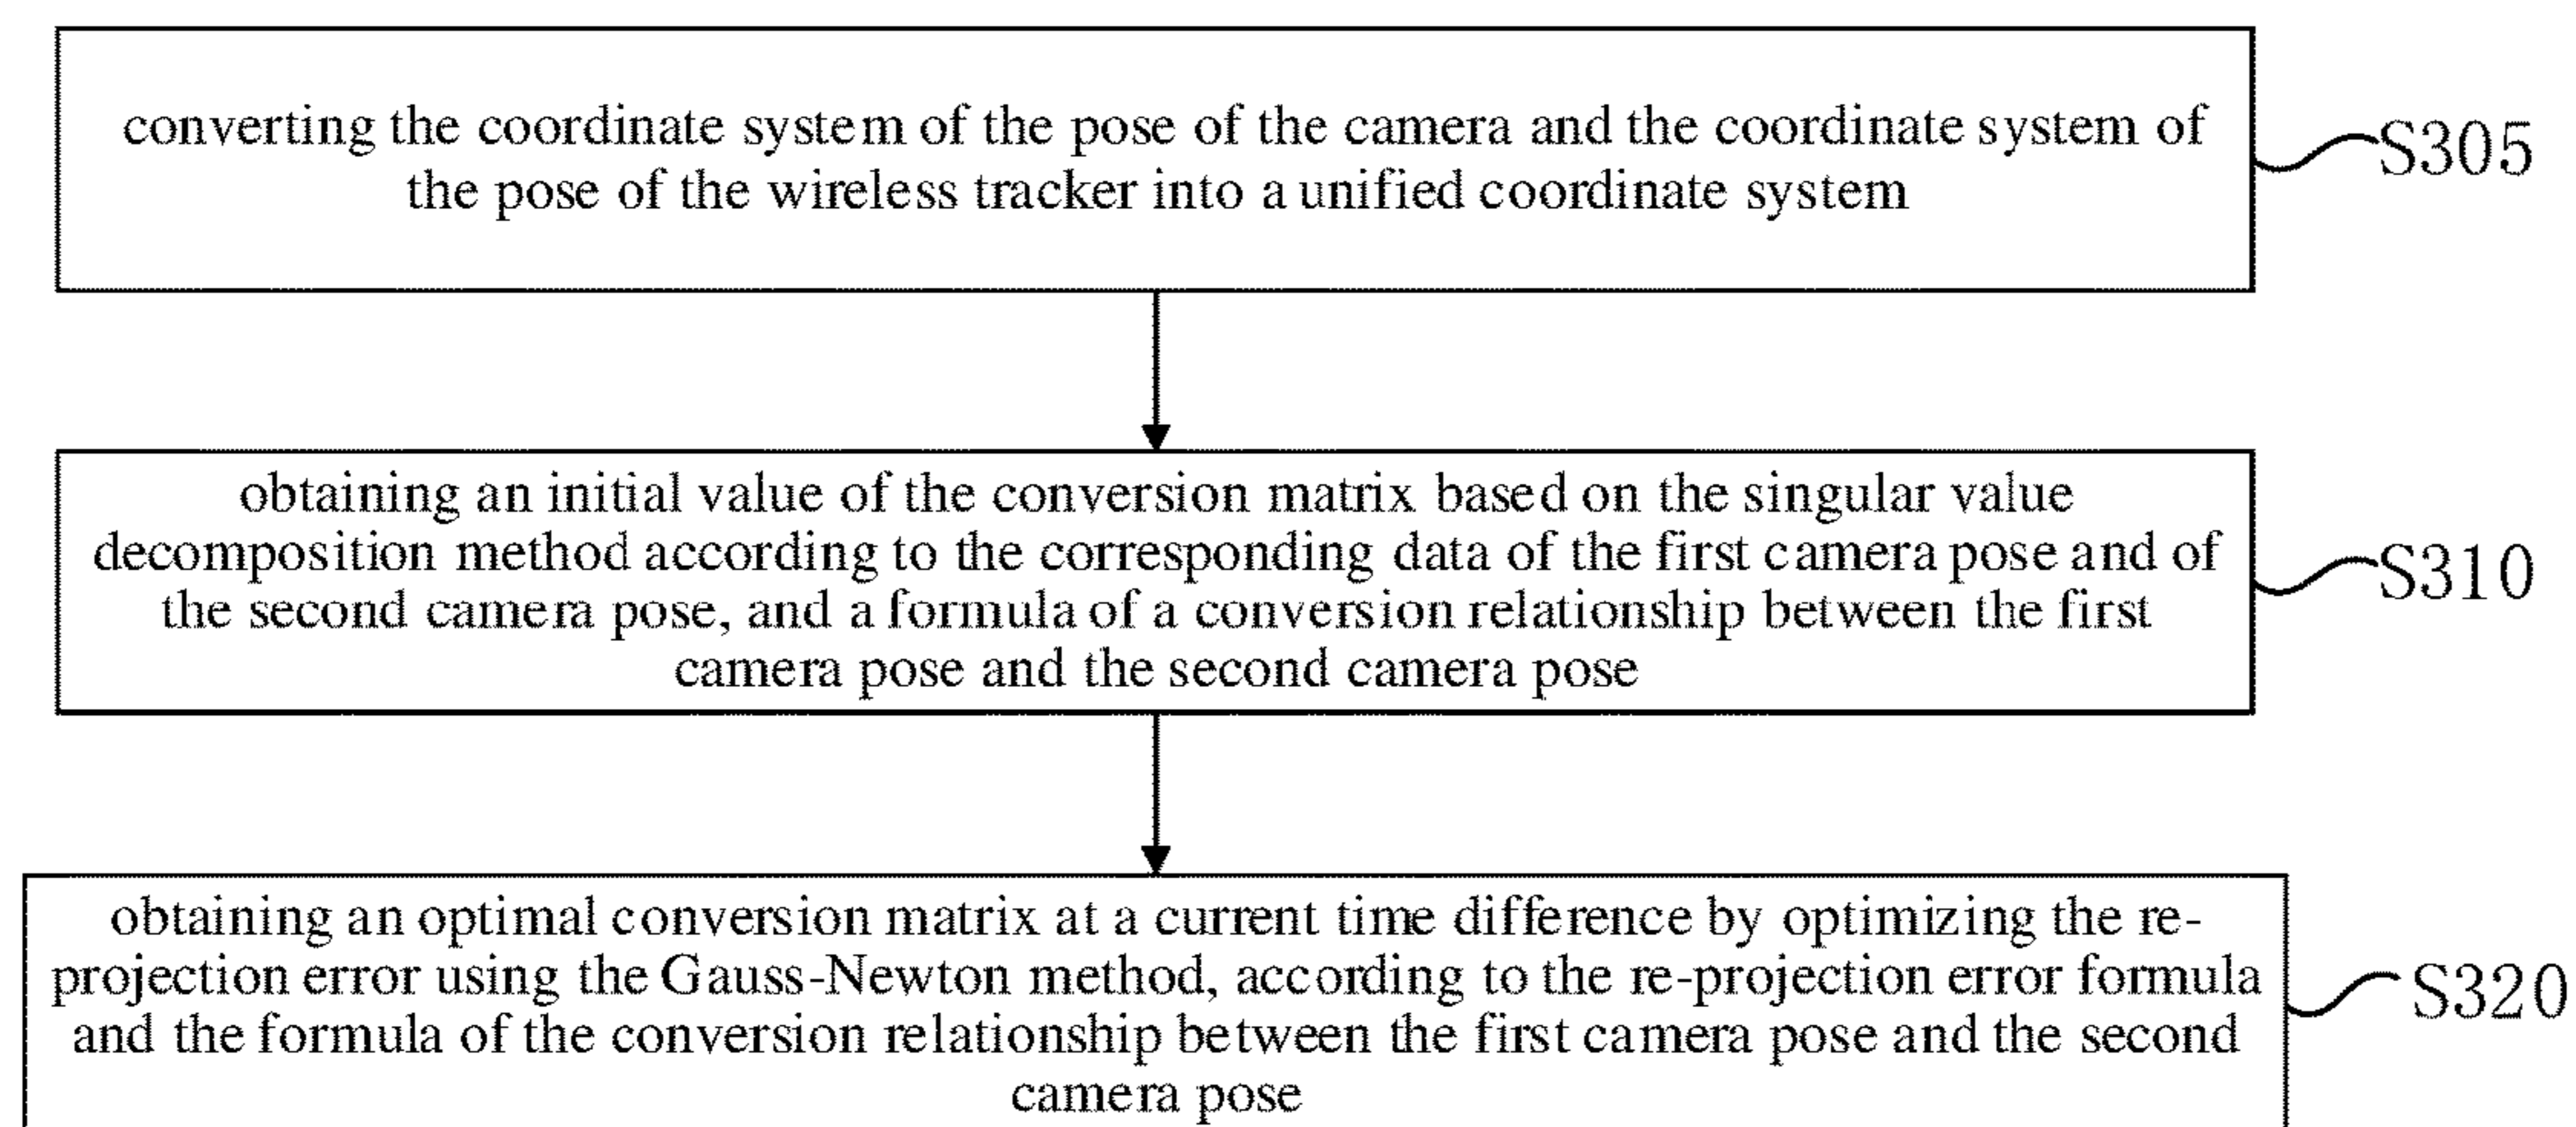 converting the coordinate system of the pose of the camera and the coordinate system of
the pose of the wireless tracker into a unified coordinate system
S305
obtaining an initial value of the conversion matrix based on the singular value
decomposition method according to the corresponding data of the first camera pose and of
the second camera pose, and a formula of a conversion relationship between the first
camera pose and the second camera pose
S310
obtaining an optimal conversion matrix at a current time difference by optimizing the re-
projection error using the Gauss-Newton method, according to the re-projection error formula
and the formula of the conversion relationship between the first camera pose and the second
camera pose
S320